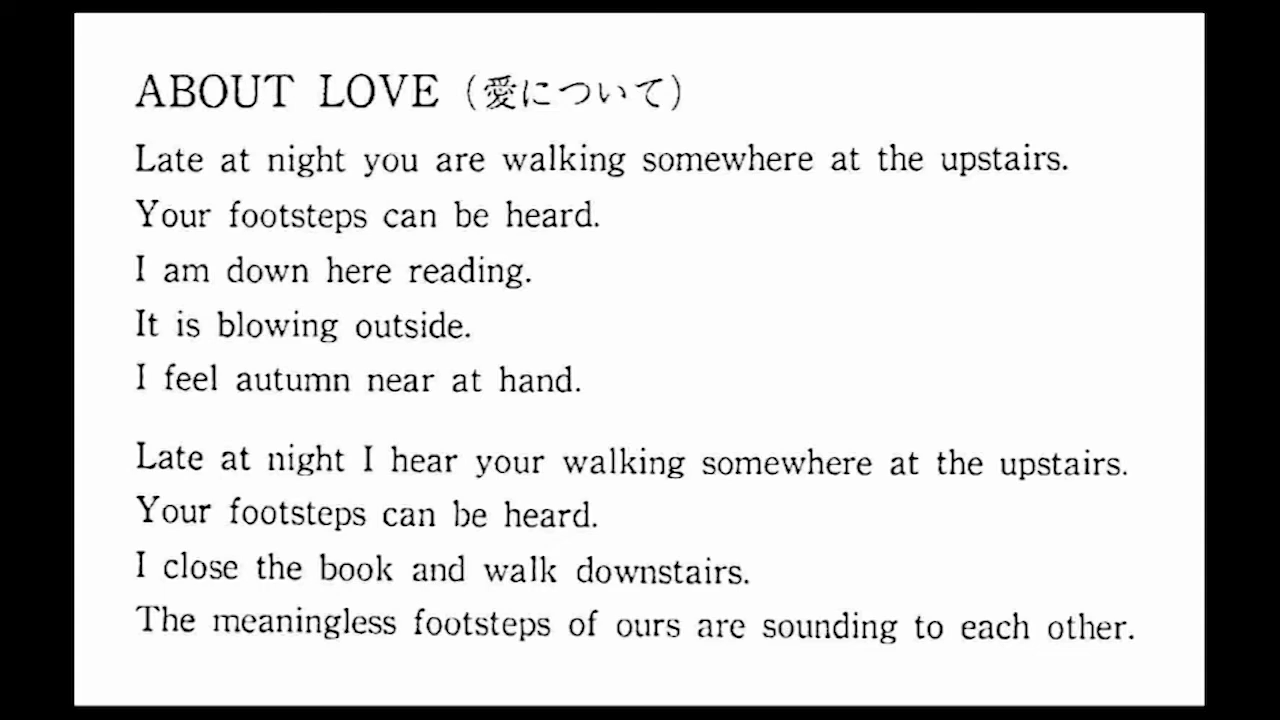 ABOUT LOVE (愛について)
Late at night you are walking somewhere at the upstairs.
Your footsteps can be heard.
I am down here reading.
It is blowing outside.
I feel autumn near at hand.
Late at night I hear your walking somewhere at the upstairs.
Your footsteps can be heard.
I close the book and walk downstairs.
The meaningless footsteps of ours are sounding to each other.